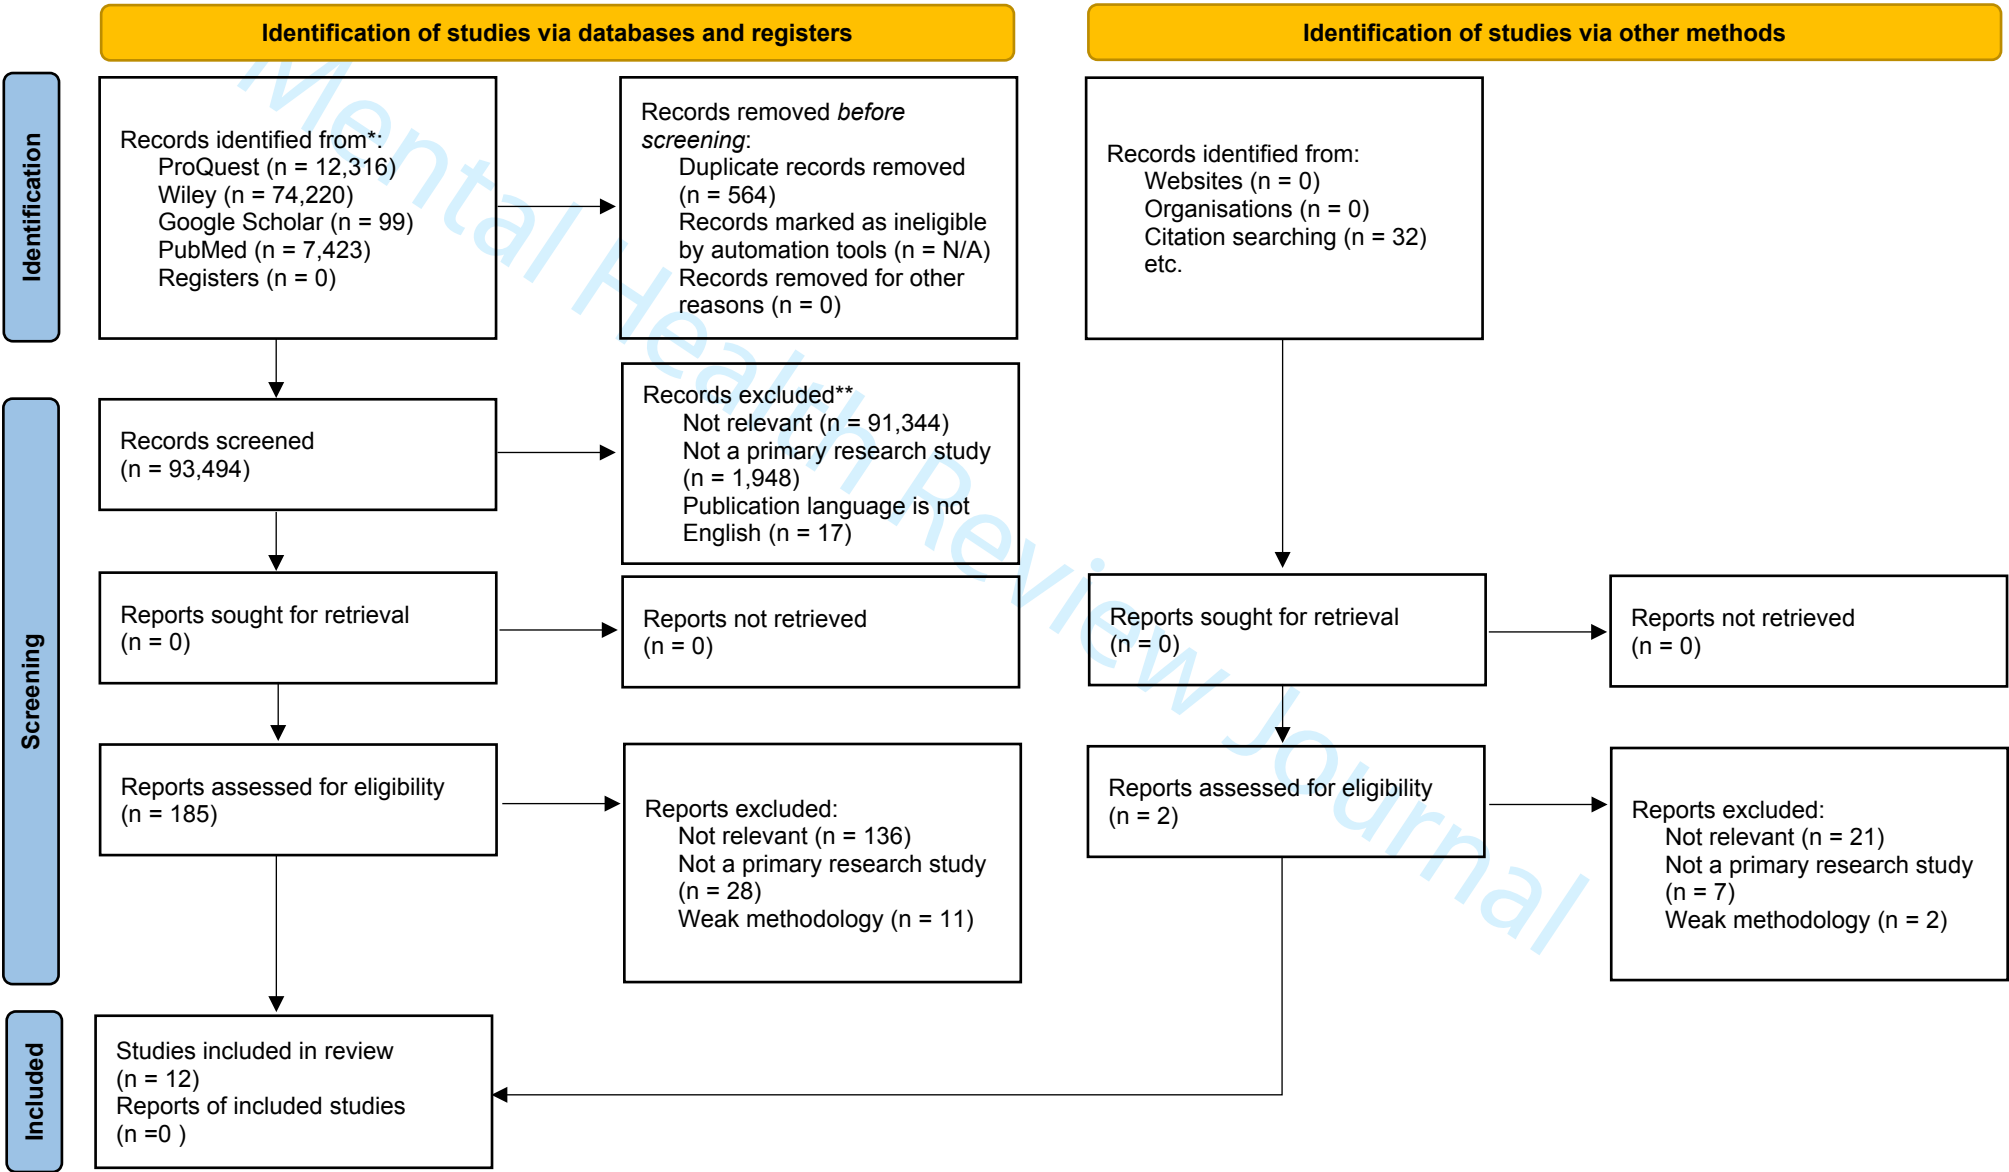 Identification of studies via databases and registers
Identification of studies via other methods
Identification
Records identified from*:
ProQuest (n = 12,316)
Wiley (n = 74,220)
Google Scholar (n = 99)
PubMed (n = 7,423)
Registers (n = 0)
Records removed before
screening:
Duplicate records removed
(n = 564)
Records marked as ineligible
by automation tools (n = N/A)
Records removed for other
reasons (n = 0)
Records identified from:
Websites (n = 0)
Organisations (n = 0)
Citation searching (n = 32)
etc.
Screening
Records screened
(n = 93,494)
Records excluded**
Not relevant (n = 91,344)
Not a primary research study
(n = 1,948)
Publication language is not
English (n = 17)
Reports sought for retrieval
(n = 0)
Reports not retrieved
(n = 0)
Reports sought for retrieval
(n = 0)
Reports not retrieved
(n = 0)
Reports assessed for eligibility
(n = 185)
Reports excluded:
Not relevant (n = 136)
Not a primary research study
(n = 28)
Weak methodology (n = 11)
Reports assessed for eligibility
(n = 2)
Reports excluded:
Not relevant (n = 21)
Not a primary research study
(n = 7)
Weak methodology (n = 2)
Included
Studies included in review
(n = 12)
Reports of included studies
(n =0 )
Mental Health Review Journal